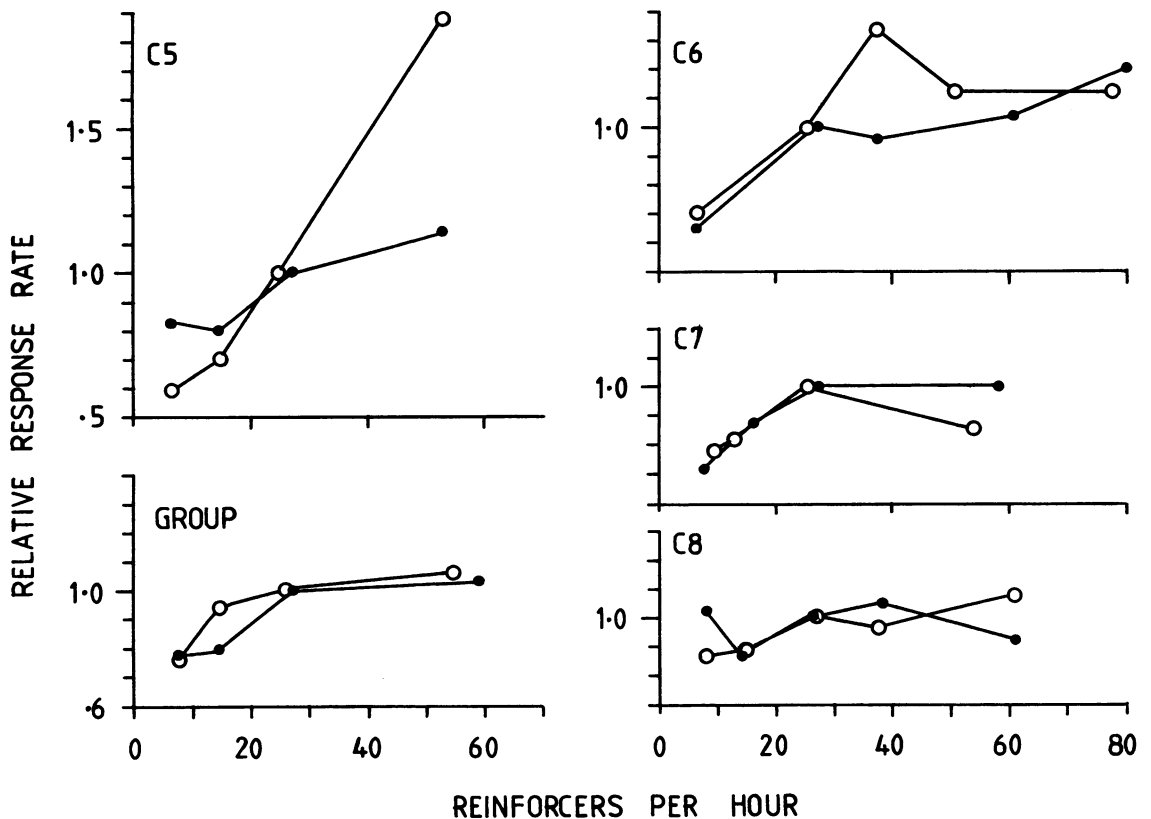 RELATIVE RESPONSE RATE
C5
1·5
1·0
·5
GROUP
1·0
·6
0 20 40 60
C6
1·0
C7
1·0
C8
1·0
0 20 40 60 80
REINFORCERS PER HOUR